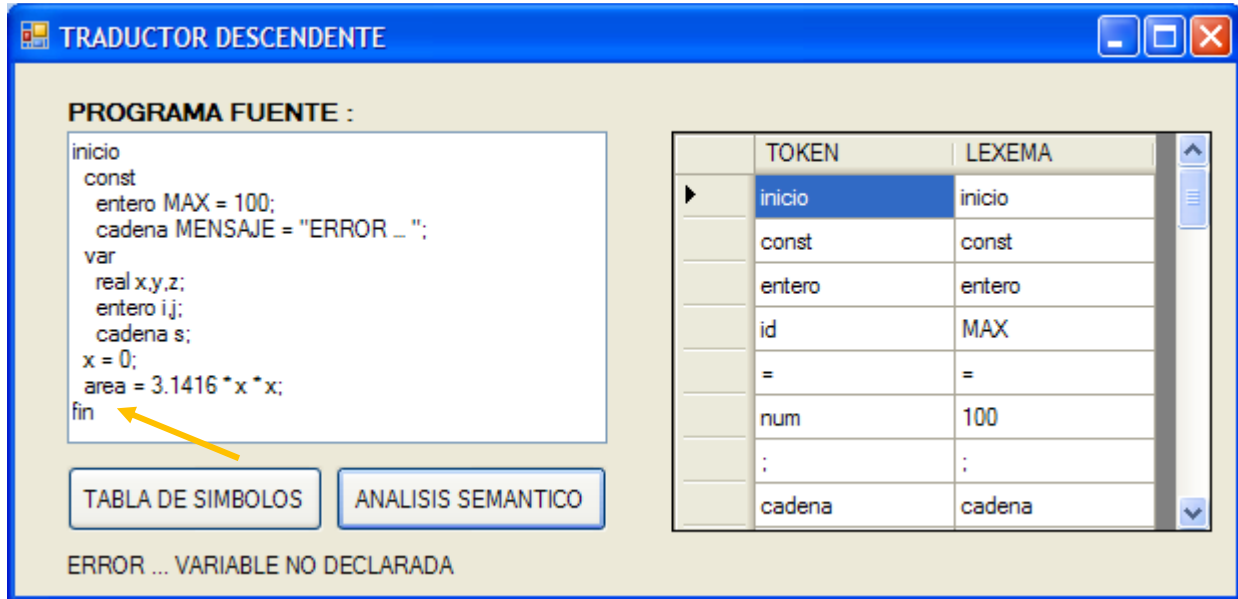 TRADUCTOR DESCENDENTE
PROGRAMA FUENTE :
inicio
const
entero MAX = 100;
cadena MENSAJE = "ERROR ... ";
var
real x,y,z;
entero i,j;
cadena s;
x = 0;
area = 3.1416 * x * x;
fin
TABLA DE SIMBOLOS ANALISIS SEMANTICO
ERROR ... VARIABLE NO DECLARADA
TOKEN LEXEMA
inicio inicio
const const
entero entero
id MAX
= =
num 100
; ;
cadena cadena